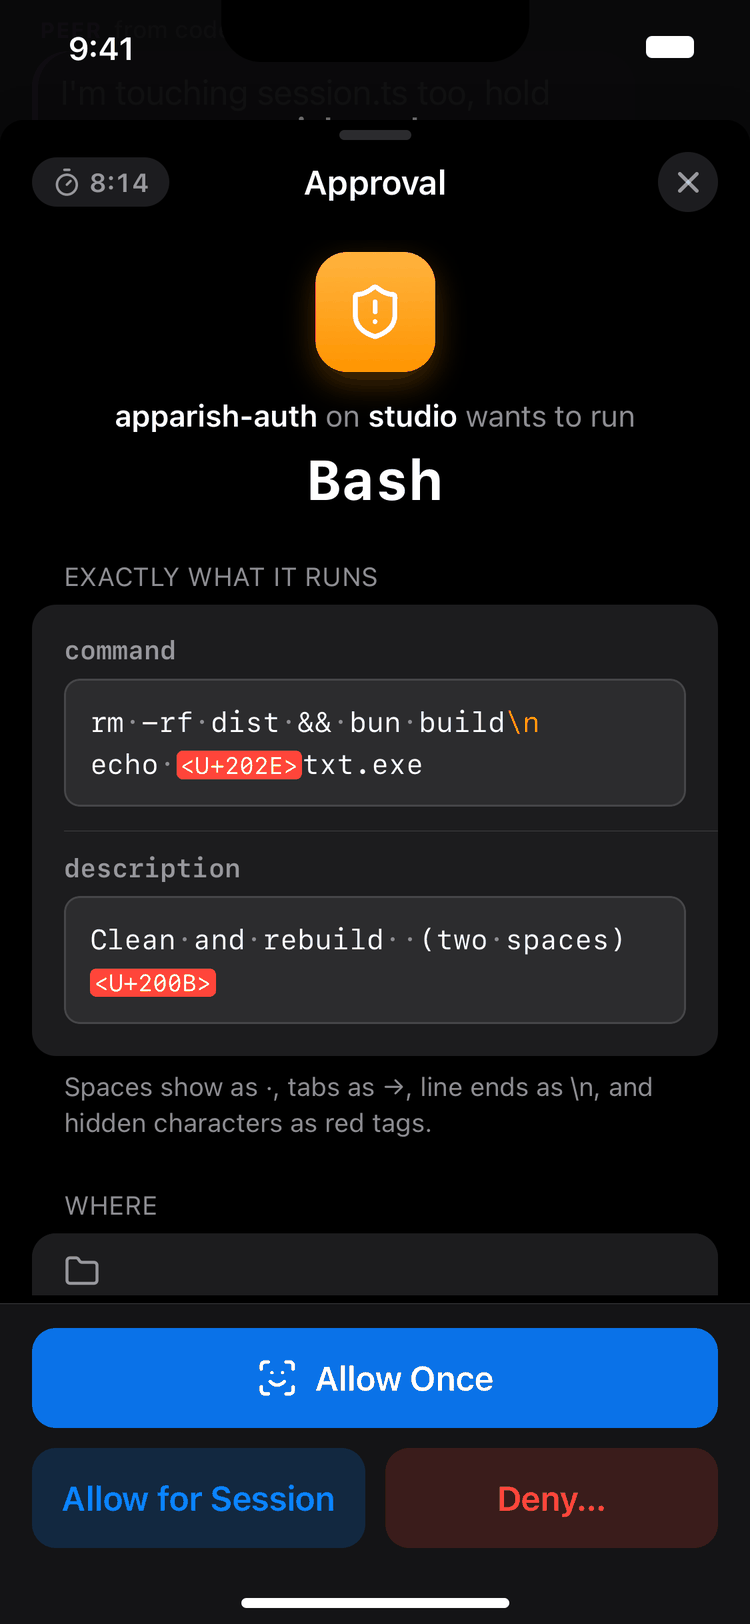 PEER from code
9:41
I'm touching session.ts too, hold
8:14
Approval
apparish-auth on studio wants to run
Bash
EXACTLY WHAT IT RUNS
command
rm·-rf·dist·&&·bun·build\n
echo·<U+202E>txt.exe
description
Clean·and·rebuild··(two·spaces)
<U+200B>
Spaces show as ·, tabs as →, line ends as \n, and
hidden characters as red tags.
WHERE
Allow Once
Allow for Session
Deny...